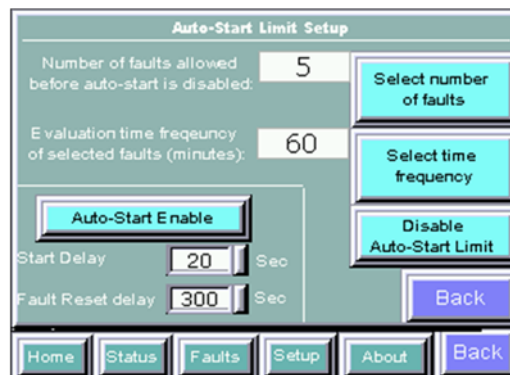 Auto-Start Limit Setup
Number of faults allowed
before auto-start is disabled:
5
Select number
of faults
Evaluation time freqeuncy
of selected faults (minutes):
60
Select time
frequency
Auto-Start Enable
Disable
Auto-Start Limit
Start Delay
20
Sec
Fault Reset delay
300
Sec
Back
Home
Status
Faults
Setup
About
Back